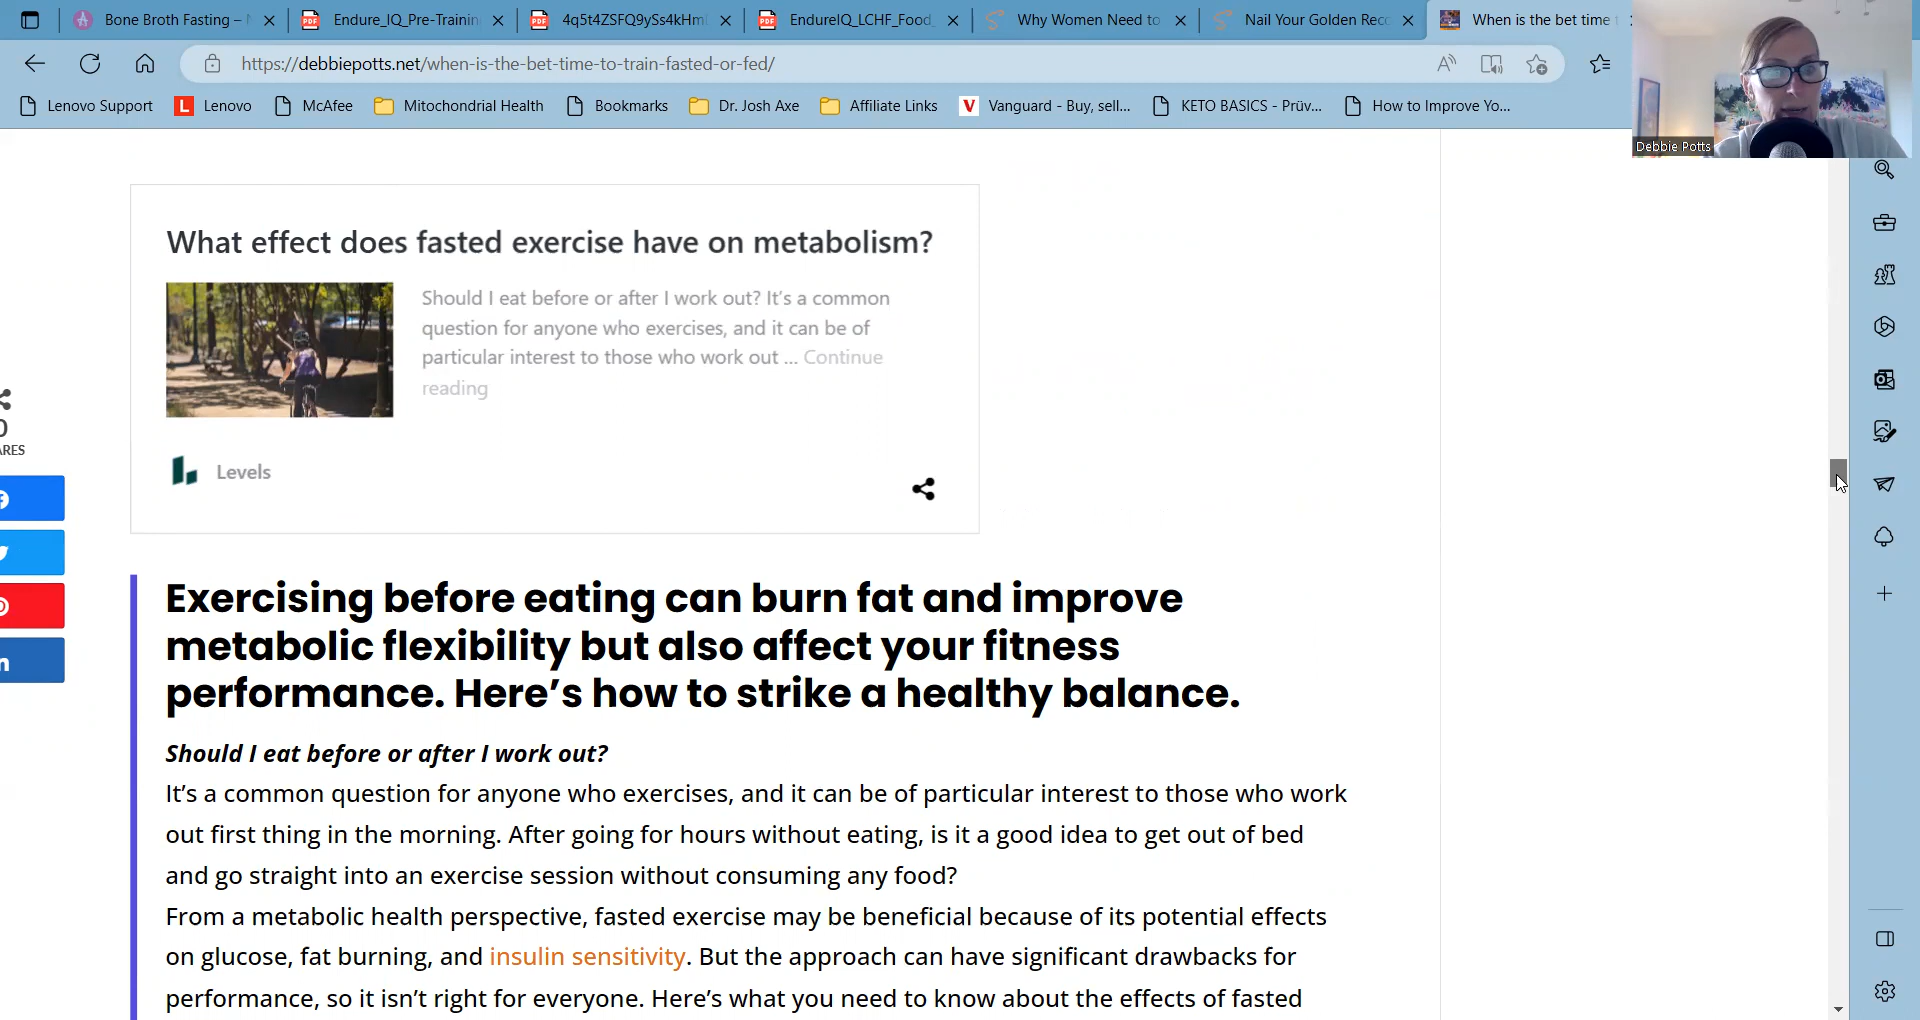 Bone Broth Fasting –
Endure_IQ_Pre-Training
4q5t4ZSFQ9ySs4kHm
EndureIQ_LCHF_Food_
Why Women Need to
Nail Your Golden Reco
When is the bet time t
https://debbiepotts.net/when-is-the-bet-time-to-train-fasted-or-fed/
Lenovo Support
L Lenovo
McAfee
Mitochondrial Health
Bookmarks
Dr. Josh Axe
Affiliate Links
V Vanguard - Buy, sell...
KETO BASICS - Prüv...
How to Improve Yo...
Debbie Potts
What effect does fasted exercise have on metabolism?
Should I eat before or after I work out? It's a common
question for anyone who exercises, and it can be of
particular interest to those who work out ... Continue
reading
Levels
0
ARES
Exercising before eating can burn fat and improve
metabolic flexibility but also affect your fitness
performance. Here's how to strike a healthy balance.
Should I eat before or after I work out?
It's a common question for anyone who exercises, and it can be of particular interest to those who work
out first thing in the morning. After going for hours without eating, is it a good idea to get out of bed
and go straight into an exercise session without consuming any food?
From a metabolic health perspective, fasted exercise may be beneficial because of its potential effects
on glucose, fat burning, and insulin sensitivity. But the approach can have significant drawbacks for
performance, so it isn't right for everyone. Here's what you need to know about the effects of fasted